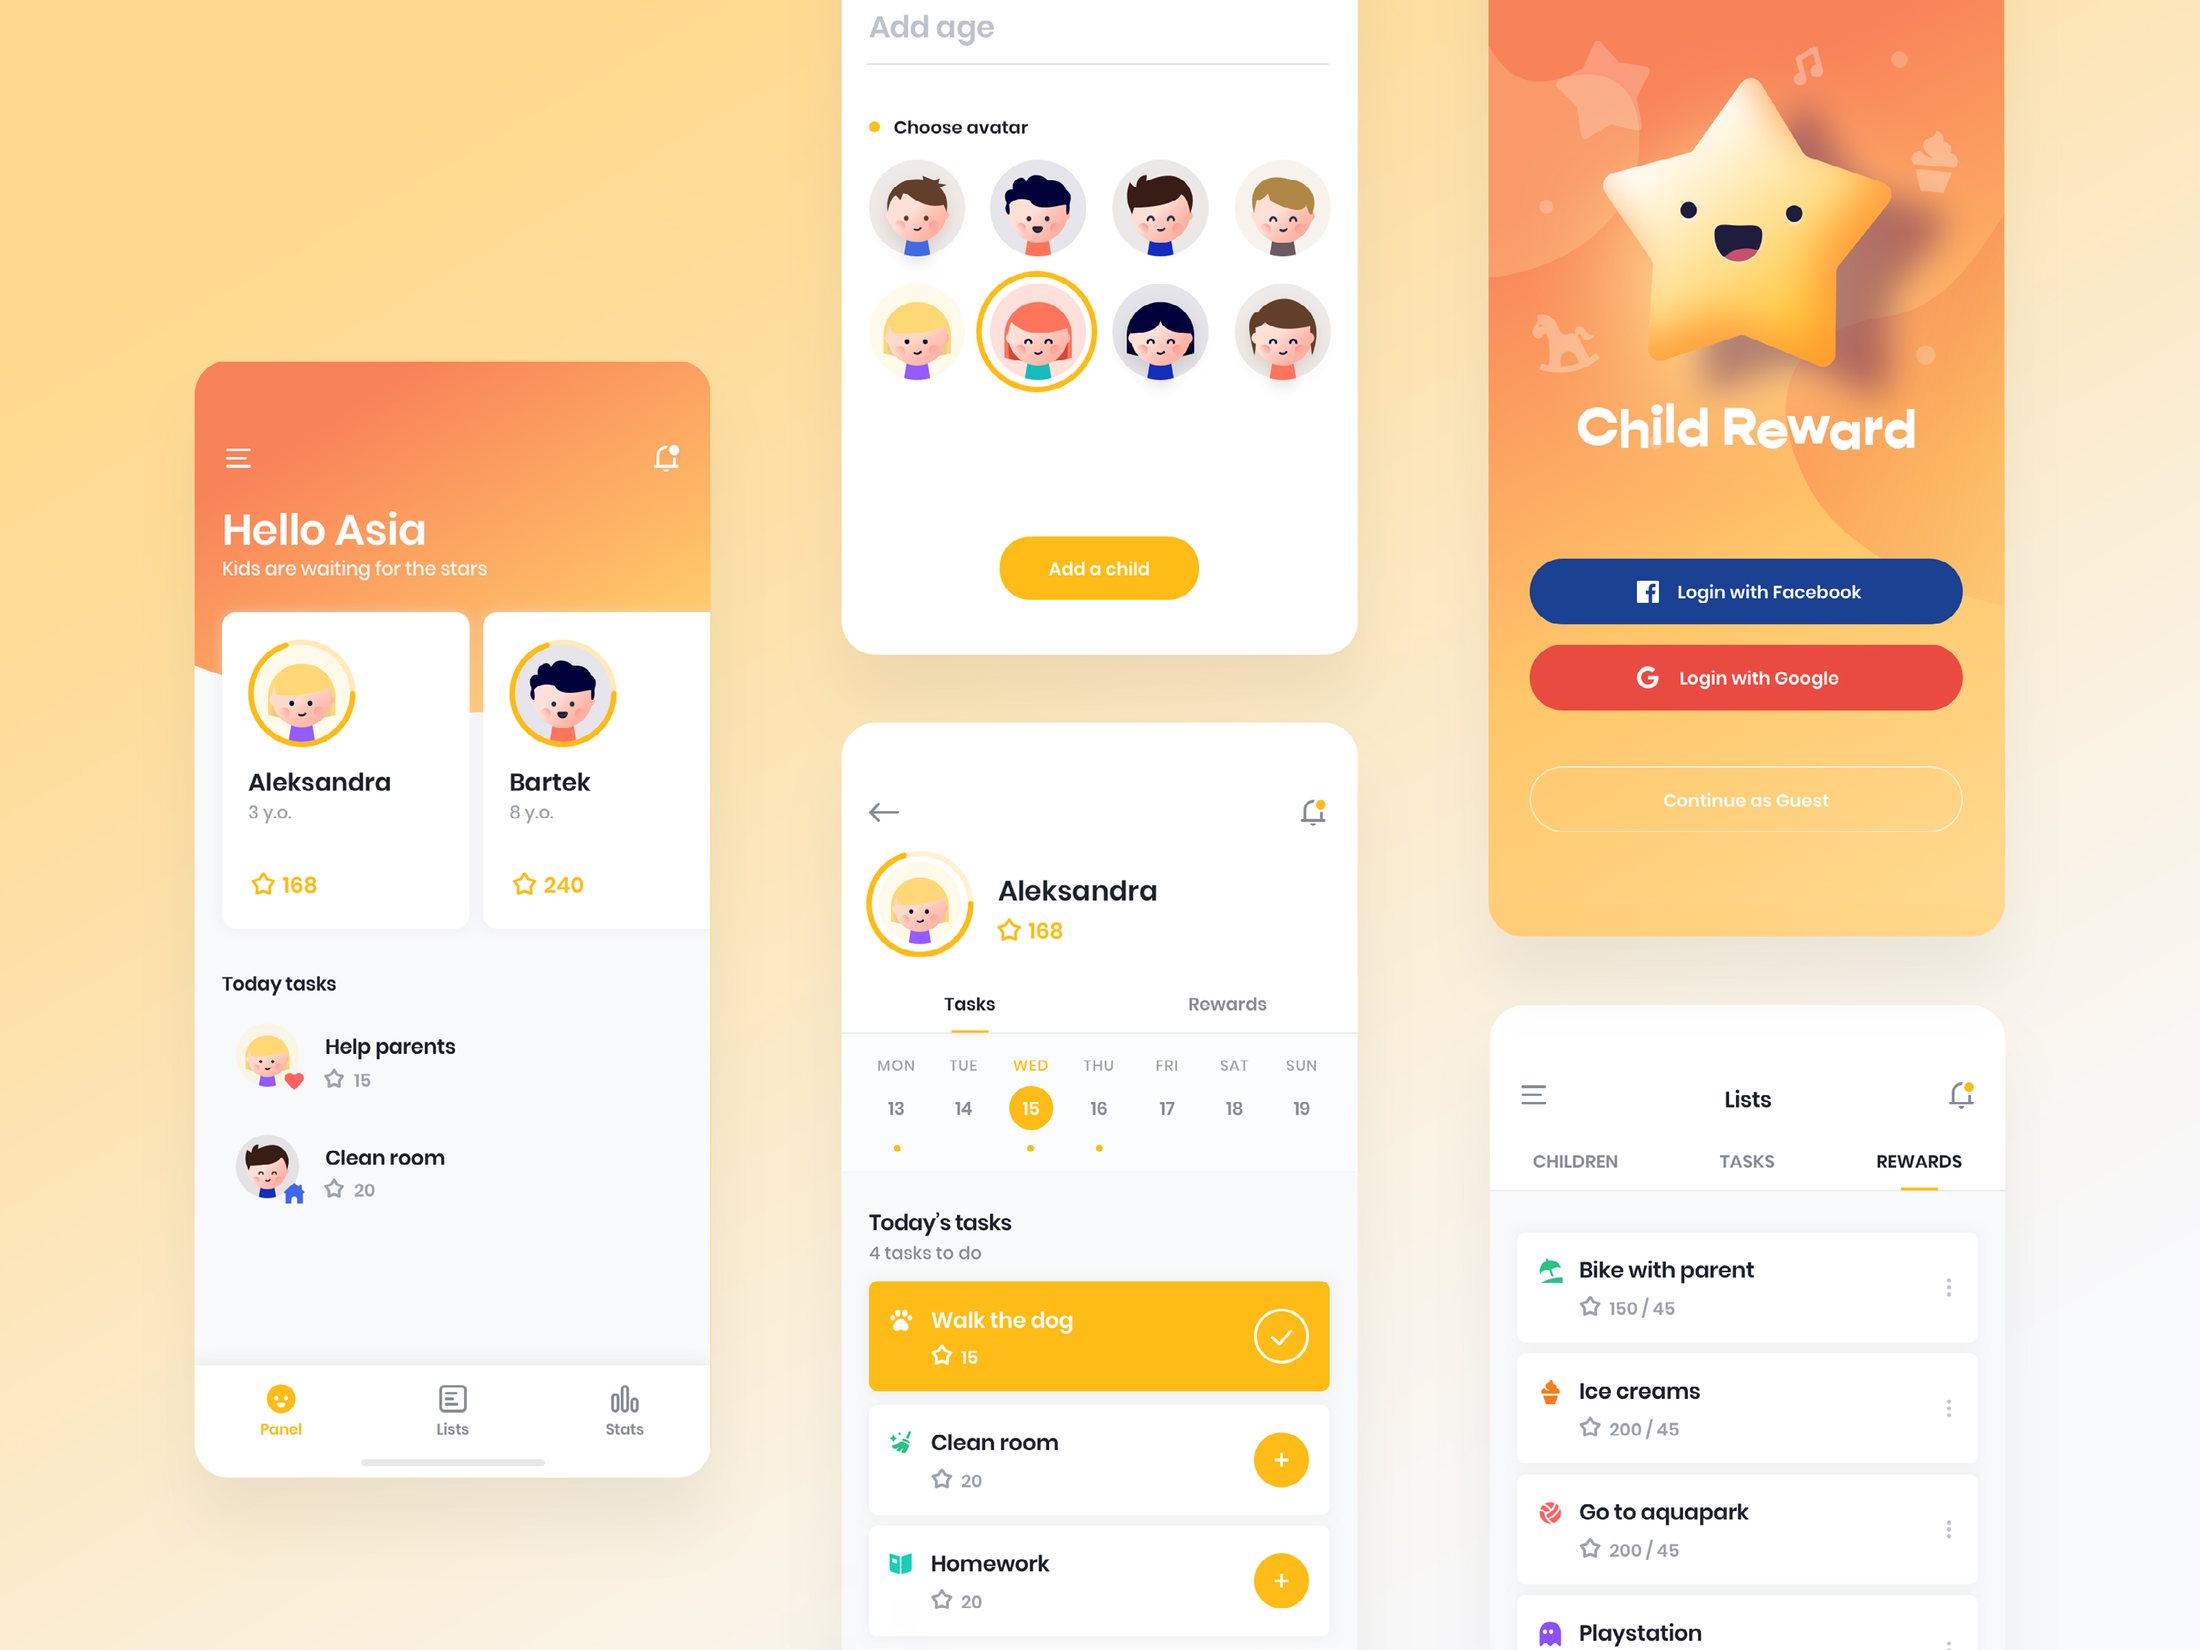 Hello Asia
Kids are waiting for the stars
Aleksandra
3 y.o.
168
Bartek
8 y.o.
240
Today tasks
Help parents
15
Clean room
20
Panel
Lists
Stats
Add age
Choose avatar
Add a child
Aleksandra
168
Tasks
Rewards
MON TUE WED THU FRI SAT SUN
13 14 15 16 17 18 19
Today’s tasks
4 tasks to do
Walk the dog
15
Clean room
20
Homework
20
Child Reward
Login with Facebook
Login with Google
Continue as Guest
Lists
CHILDREN TASKS REWARDS
Bike with parent
150 / 45
Ice creams
200 / 45
Go to aquapark
200 / 45
Playstation